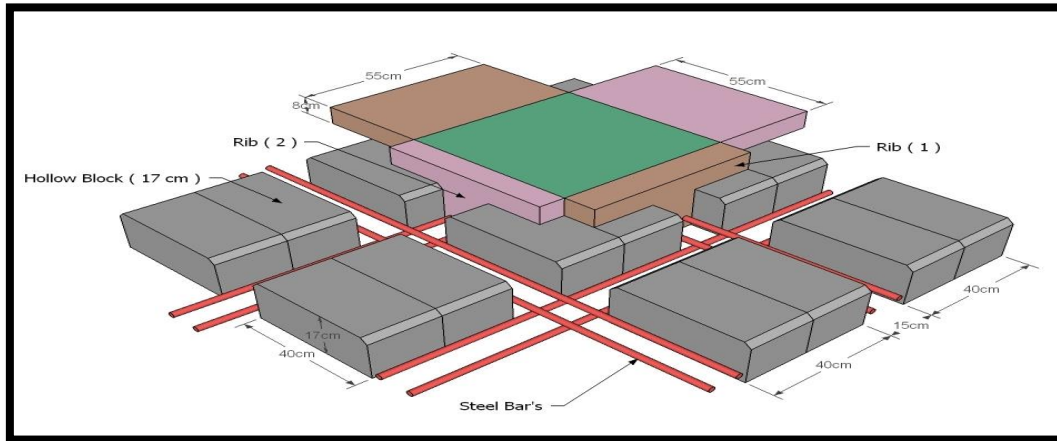 55cm
55cm
8cm
Rib ( 2 )
Rib ( 1 )
Hollow Block ( 17 cm )
40cm
15cm
17cm
40cm
40cm
Steel Bar's